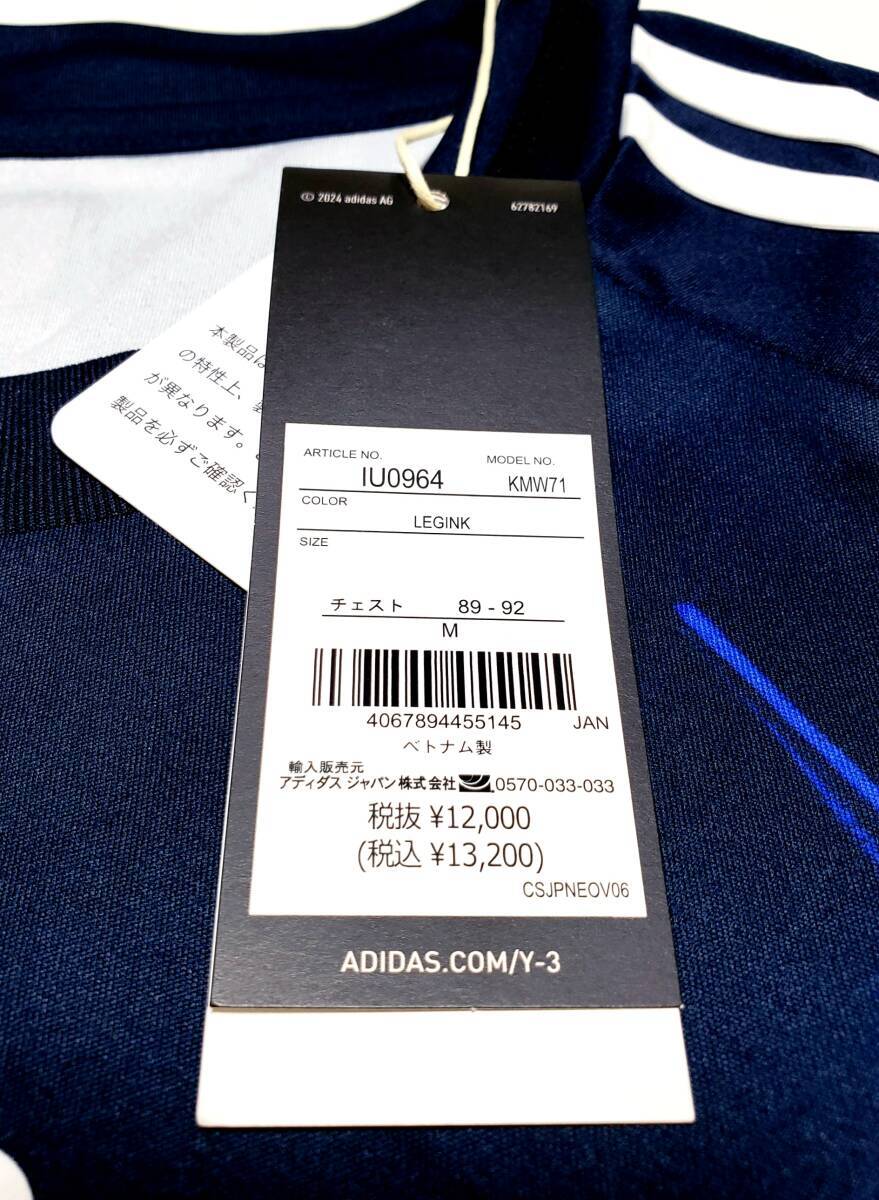 © 2024 adidas AG
62782169
本製品は
の特性上、
が異なります。
製品を必ずご確認く
ARTICLE NO.
MODEL NO.
IU0964
KMW71
COLOR
LEGINK
SIZE
チェスト 89 - 92
M
4067894455145 JAN
ベトナム製
輸入販売元
アディダス ジャパン株式会社 0570-033-033
税抜 ¥12,000
(税込 ¥13,200)
CSJPNEOV06
ADIDAS.COM/Y-3